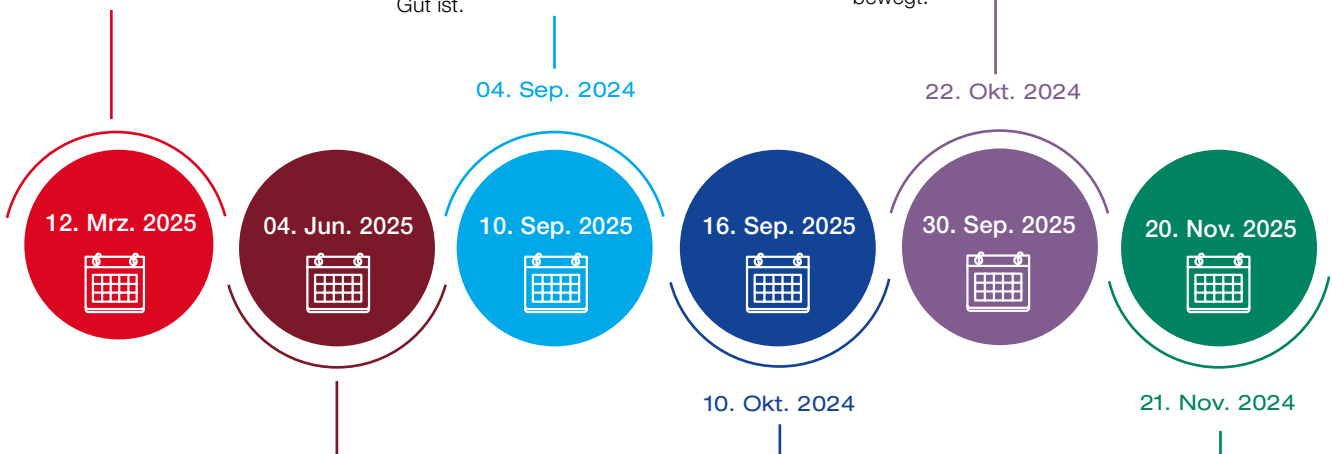 Gut ist.
bewegt.
04. Sep. 2024
22. Okt. 2024
12. Mrz. 2025
04. Jun. 2025
10. Sep. 2025
16. Sep. 2025
30. Sep. 2025
20. Nov. 2025
10. Okt. 2024
21. Nov. 2024